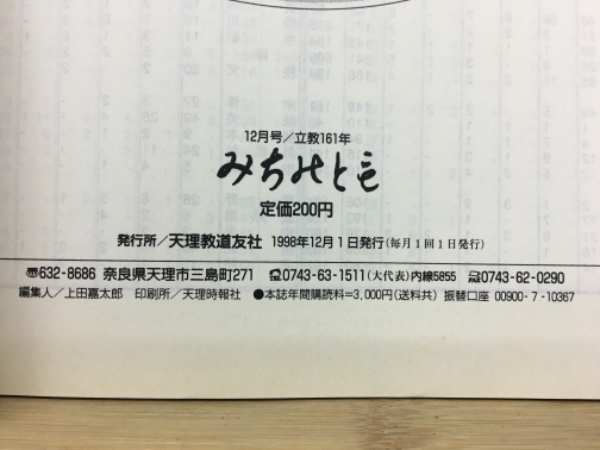 12月号／立教161年
みちのとも
定価200円
発行所／天理教道友社 1998年12月1日発行(毎月1回1日発行)
〠632-8686 奈良県天理市三島町271 ☎0743-63-1511(大代表)内線5855 0743-62-0290
編集人／上田嘉太郎 印刷所／天理時報社 ●本誌年間購読料=3,000円(送料共) 振替口座 00900-7-10367